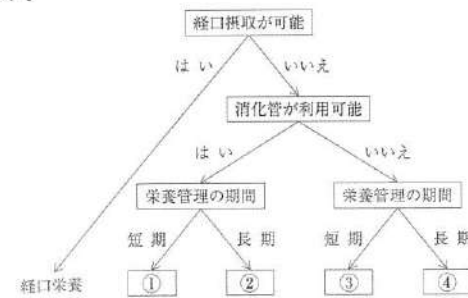 経口摂取が可能
はい
いいえ
消化管が利用可能
はい
いいえ
栄養管理の期間
栄養管理の期間
短期
長期
短期
長期
経口栄養
①
②
③
④